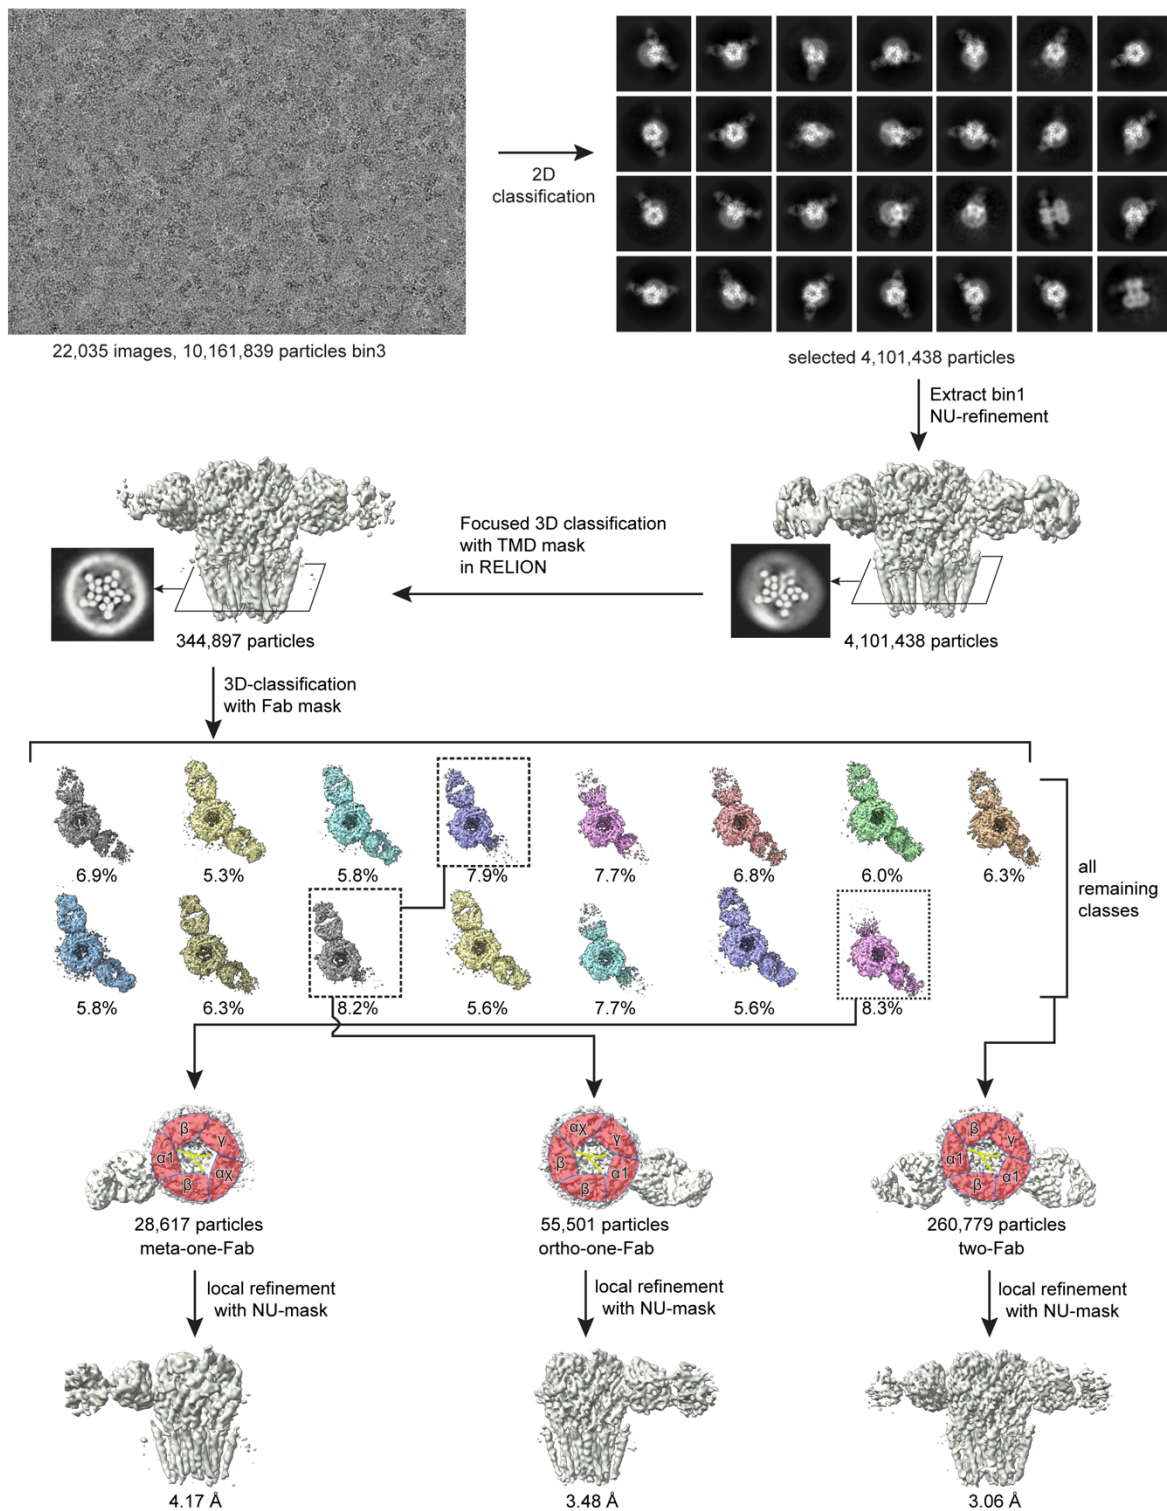 2D
classification
22,035 images, 10,161,839 particles bin3
selected 4,101,438 particles
Extract bin1
NU-refinement
Focused 3D classification
with TMD mask
in RELION
344,897 particles
4,101,438 particles
3D-classification
with Fab mask
6.9%
5.3%
5.8%
7.9%
7.7%
6.8%
6.0%
6.3%
all
remaining
classes
5.8%
6.3%
8.2%
5.6%
7.7%
5.6%
8.3%
β
γ
α1
β
αχ
αχ
γ
β
β
α1
β
γ
α1
β
α1
28,617 particles
meta-one-Fab
55,501 particles
ortho-one-Fab
260,779 particles
two-Fab
local refinement
with NU-mask
local refinement
with NU-mask
local refinement
with NU-mask
4.17 Å
3.48 Å
3.06 Å